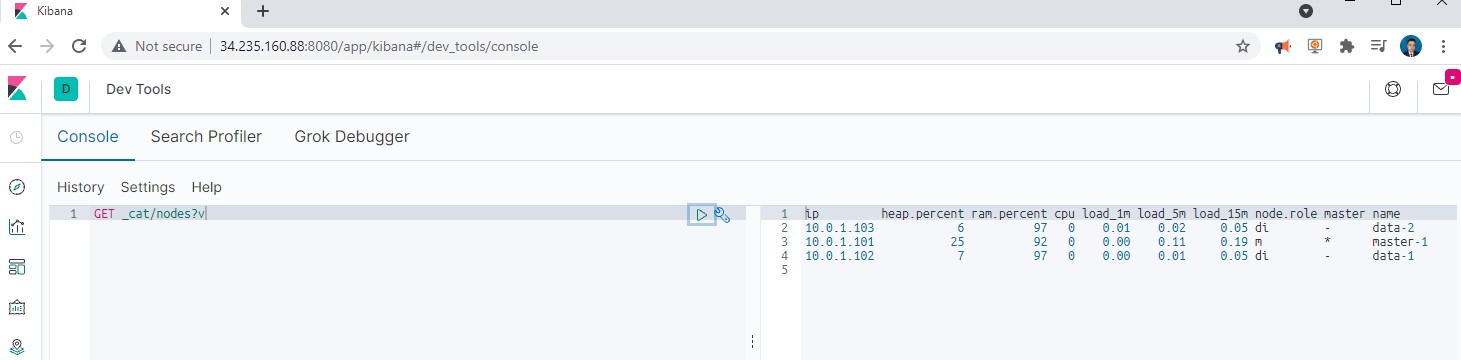 Kibana
Not secure | 34.235.160.88:8080/app/kibana#/dev_tools/console
D Dev Tools
Console Search Profiler Grok Debugger
History Settings Help
1 GET _cat/nodes?v
1 ip heap.percent ram.percent cpu load_1m load_5m load_15m node.role master name
2 10.0.1.103 6 97 0 0.01 0.02 0.05 di - data-2
3 10.0.1.101 25 92 0 0.00 0.11 0.19 m * master-1
4 10.0.1.102 7 97 0 0.00 0.01 0.05 di - data-1
5